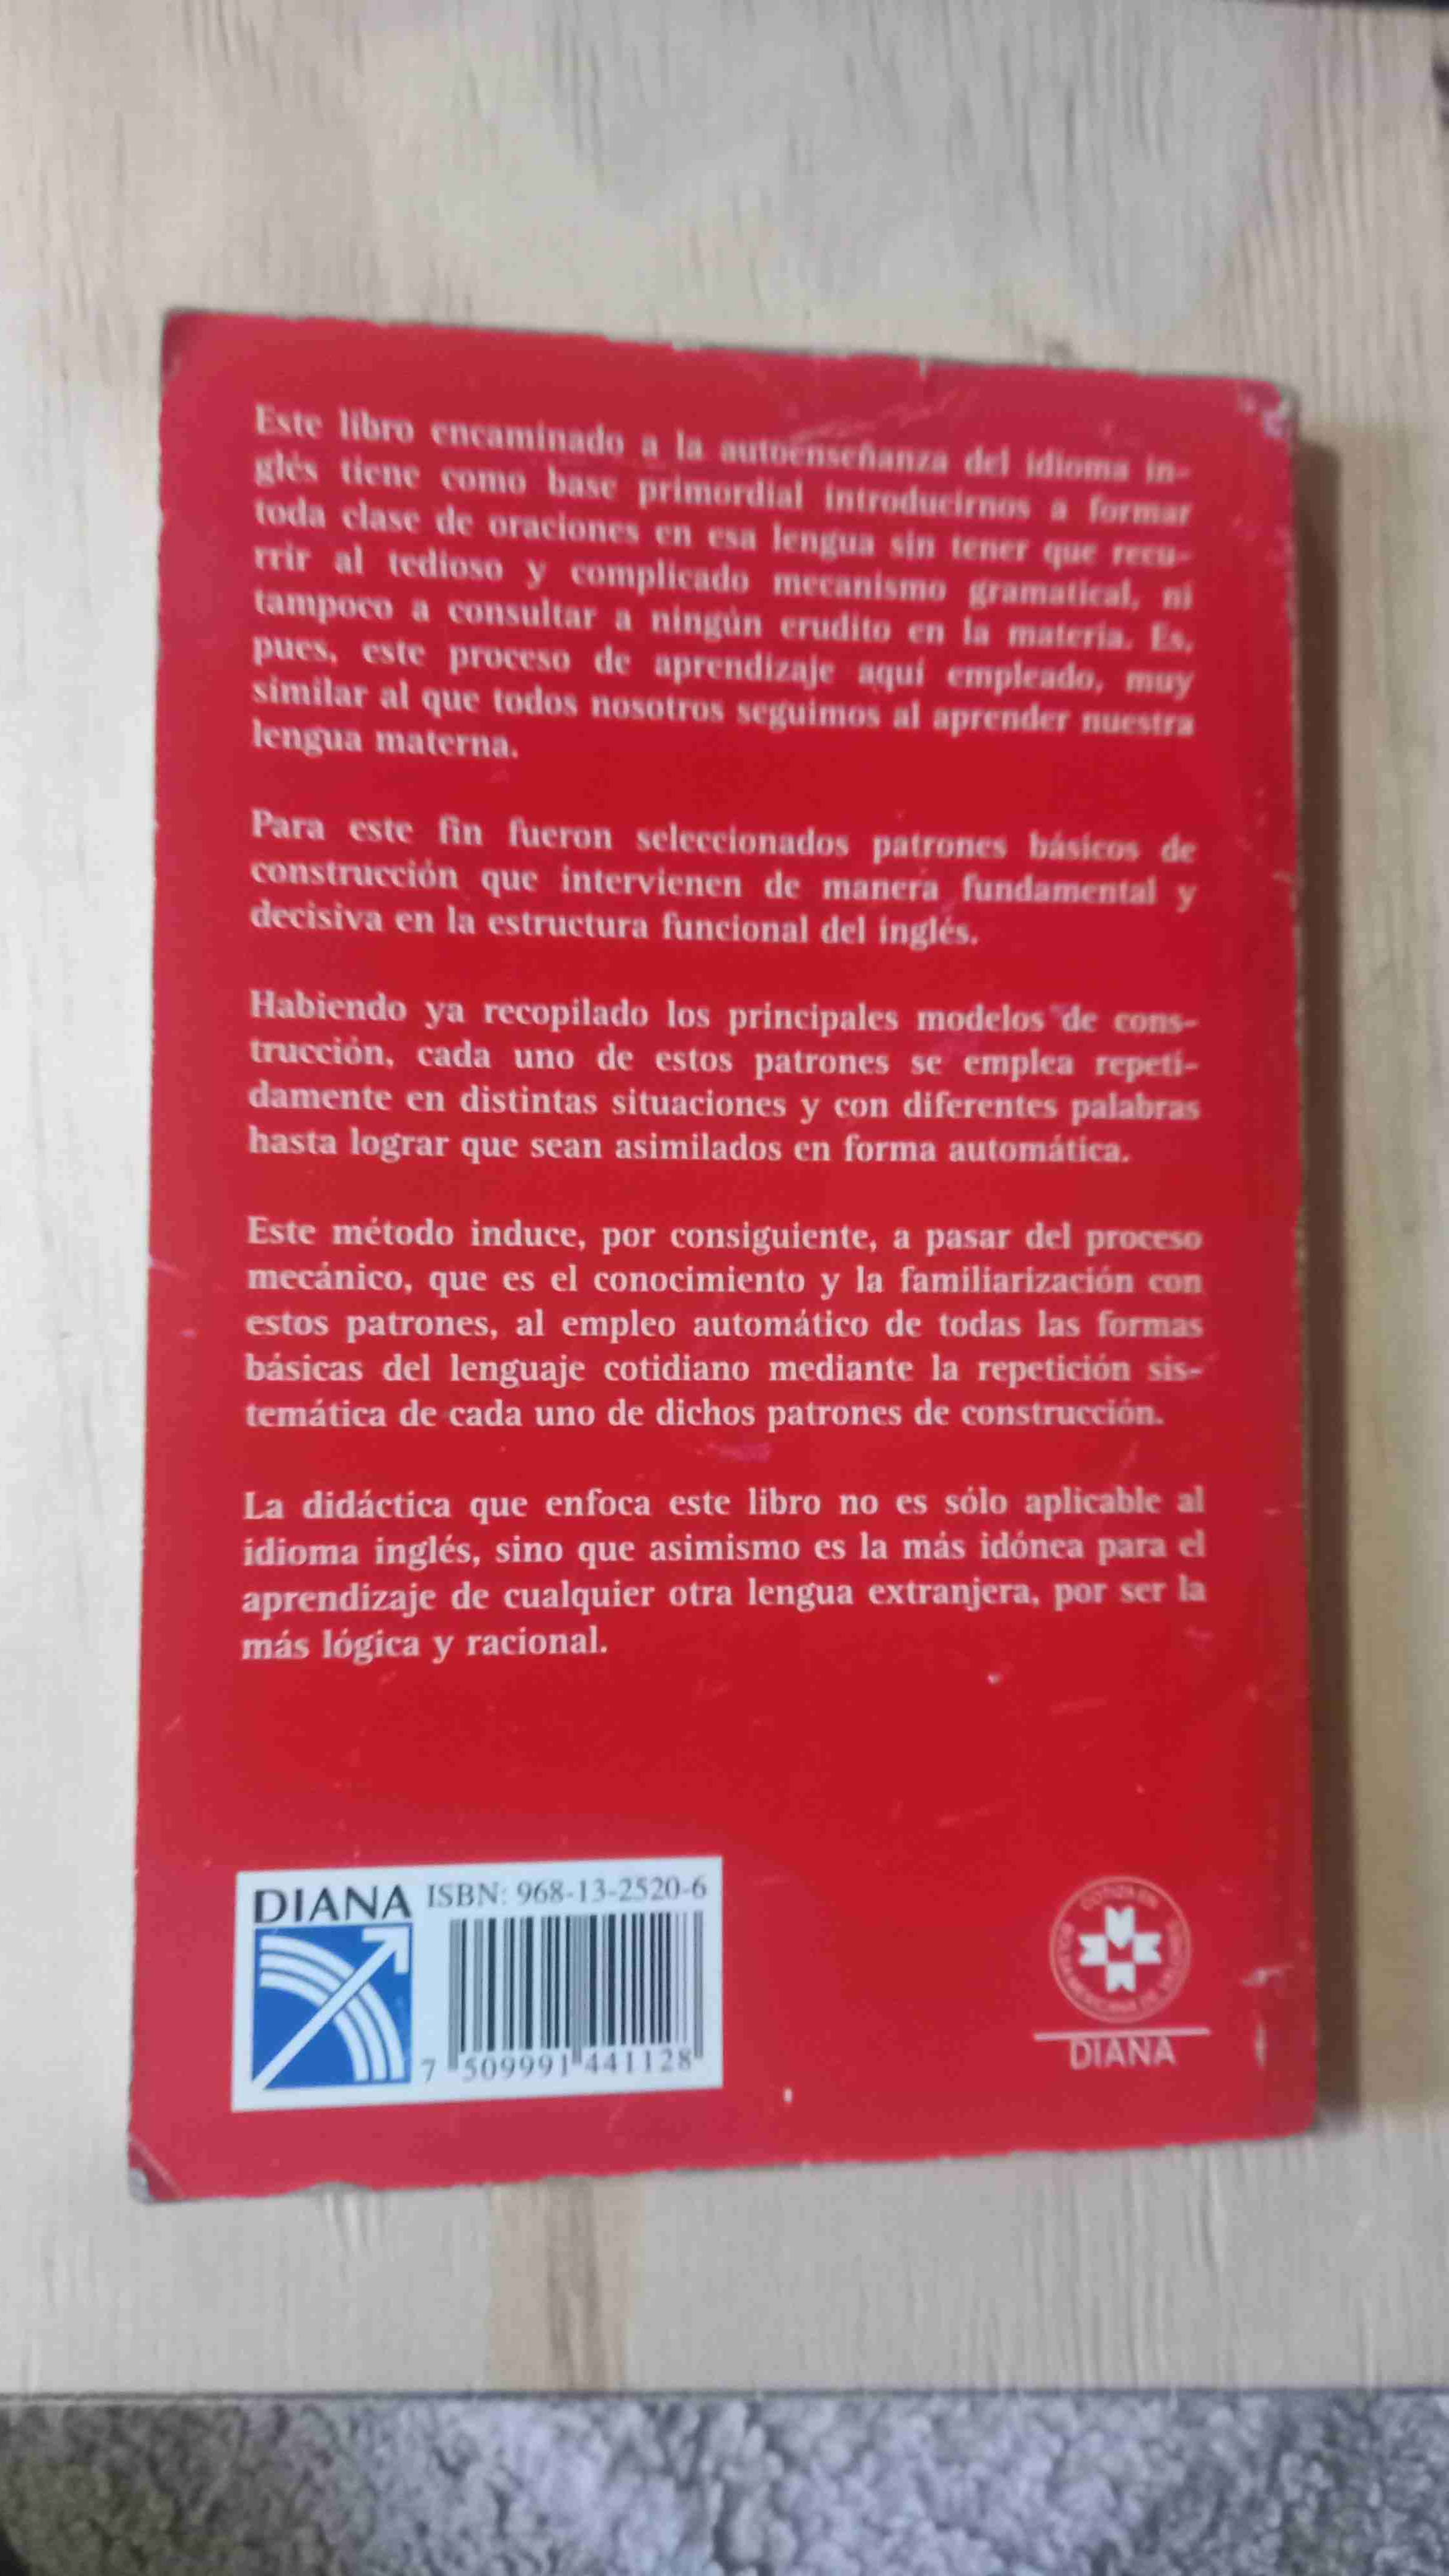 Este libro encaminado a la autoenseñanza del idioma in-
glés tiene como base primordial introducirnos a formar
toda clase de oraciones en esa lengua sin tener que recu-
rrir al tedioso y complicado mecanismo gramatical, ni
tampoco a consultar a ningún erudito en la materia. Es,
pues, este proceso de aprendizaje aquí empleado, muy
similar al que todos nosotros seguimos al aprender nuestra
lengua materna.
Para este fin fueron seleccionados patrones básicos de
construcción que intervienen de manera fundamental y
decisiva en la estructura funcional del inglés.
Habiendo ya recopilado los principales modelos de cons-
trucción, cada uno de estos patrones se emplea repeti-
damente en distintas situaciones y con diferentes palabras
hasta lograr que sean asimilados en forma automática.
Este método induce, por consiguiente, a pasar del proceso
mecánico, que es el conocimiento y la familiarización con
estos patrones, al empleo automático de todas las formas
básicas del lenguaje cotidiano mediante la repetición sis-
temática de cada uno de dichos patrones de construcción.
La didáctica que enfoca este libro no es sólo aplicable al
idioma inglés, sino que asimismo es la más idónea para el
aprendizaje de cualquier otra lengua extranjera, por ser la
más lógica y racional.
DIANA ISBN: 968-13-2520-6
7 509991 441128
COTIZA EN
BOLSA MEXICANA DE VALORES
DIANA